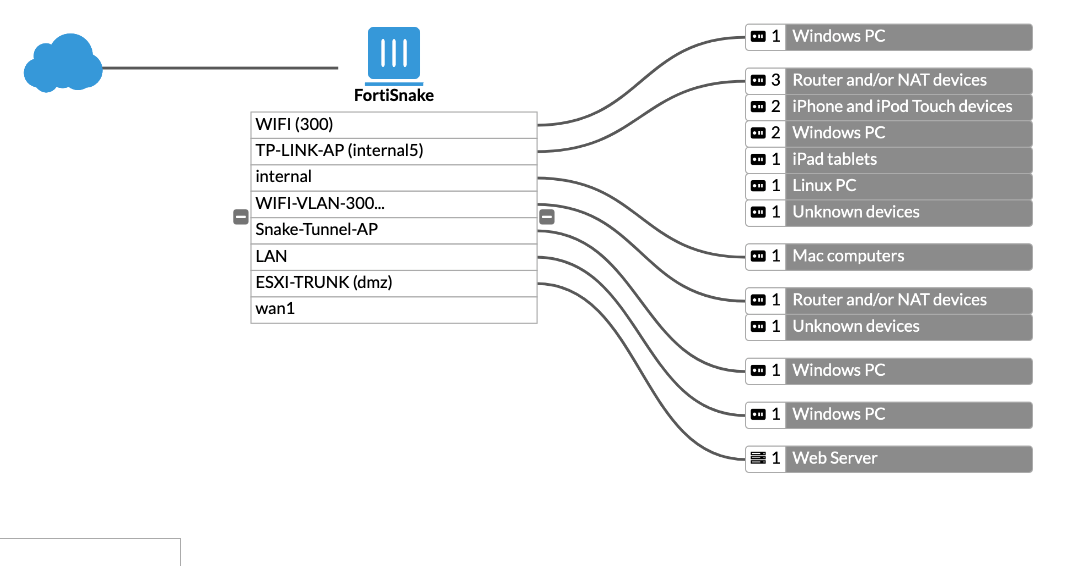 FortiSnake
WIFI (300)
TP-LINK-AP (internal5)
internal
WIFI-VLAN-300...
Snake-Tunnel-AP
LAN
ESXI-TRUNK (dmz)
wan1
1 Windows PC
3 Router and/or NAT devices
2 iPhone and iPod Touch devices
2 Windows PC
1 iPad tablets
1 Linux PC
1 Unknown devices
1 Mac computers
1 Router and/or NAT devices
1 Unknown devices
1 Windows PC
1 Windows PC
1 Web Server